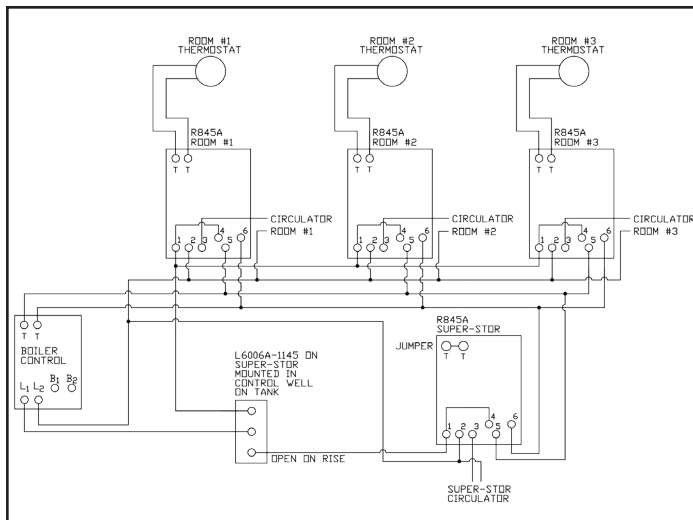 ROOM #1
THERMOSTAT
ROOM #2
THERMOSTAT
ROOM #3
THERMOSTAT
R845A
ROOM #1
R845A
ROOM #2
R845A
ROOM #3
T T
T T
T T
1 2 3 4 5 6
1 2 3 4 5 6
1 2 3 4 5 6
CIRCULATOR
ROOM #1
CIRCULATOR
ROOM #2
CIRCULATOR
ROOM #3
T T
BOILER
CONTROL
L1 L2 B1 B2
L6006A-1145 ON
SUPER-STOR
MOUNTED IN
CONTROL WELL
ON TANK
OPEN ON RISE
R845A
SUPER-STOR
JUMPER
T T
1 2 3 4 5 6
SUPER-STOR
CIRCULATOR